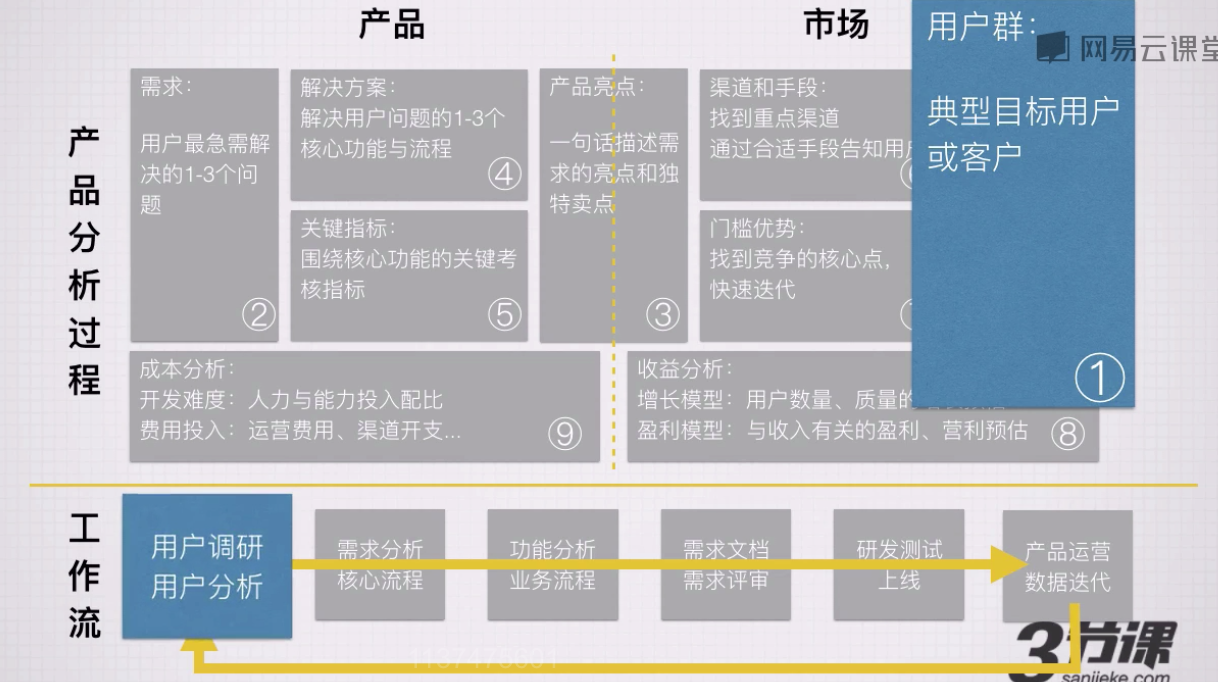 产品
市场
产品分析过程
需求：
用户最急需解
决的1-3个问
题
②
解决方案：
解决用户问题的1-3个
核心功能与流程
④
关键指标：
围绕核心功能的关键考
核指标
⑤
产品亮点：
一句话描述需
求的亮点和独
特卖点
③
渠道和手段：
找到重点渠道
通过合适手段告知用
门槛优势：
找到竞争的核心点，
快速迭代
用户群：
典型目标用户
或客户
①
网易云课堂
成本分析：
开发难度：人力与能力投入配比
费用投入：运营费用、渠道开支...
⑨
收益分析：
增长模型：用户数量、质量的
盈利模型：与收入有关的盈利、营利预估
⑧
工作流
用户调研
用户分析
需求分析
核心流程
功能分析
业务流程
需求文档
需求评审
研发测试
上线
产品运营
数据迭代
3节课
sanjieke.com